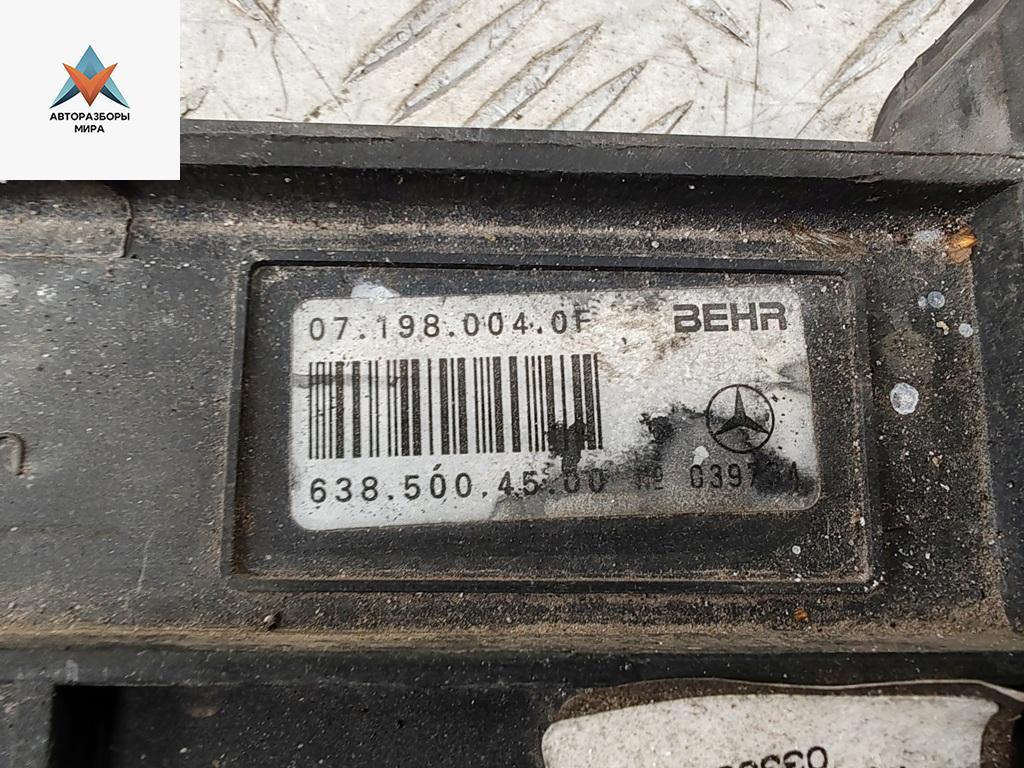 АВТОРАЗБОРЫ
МИРА
07.198.004.0F
BEHR
638.500.45.00